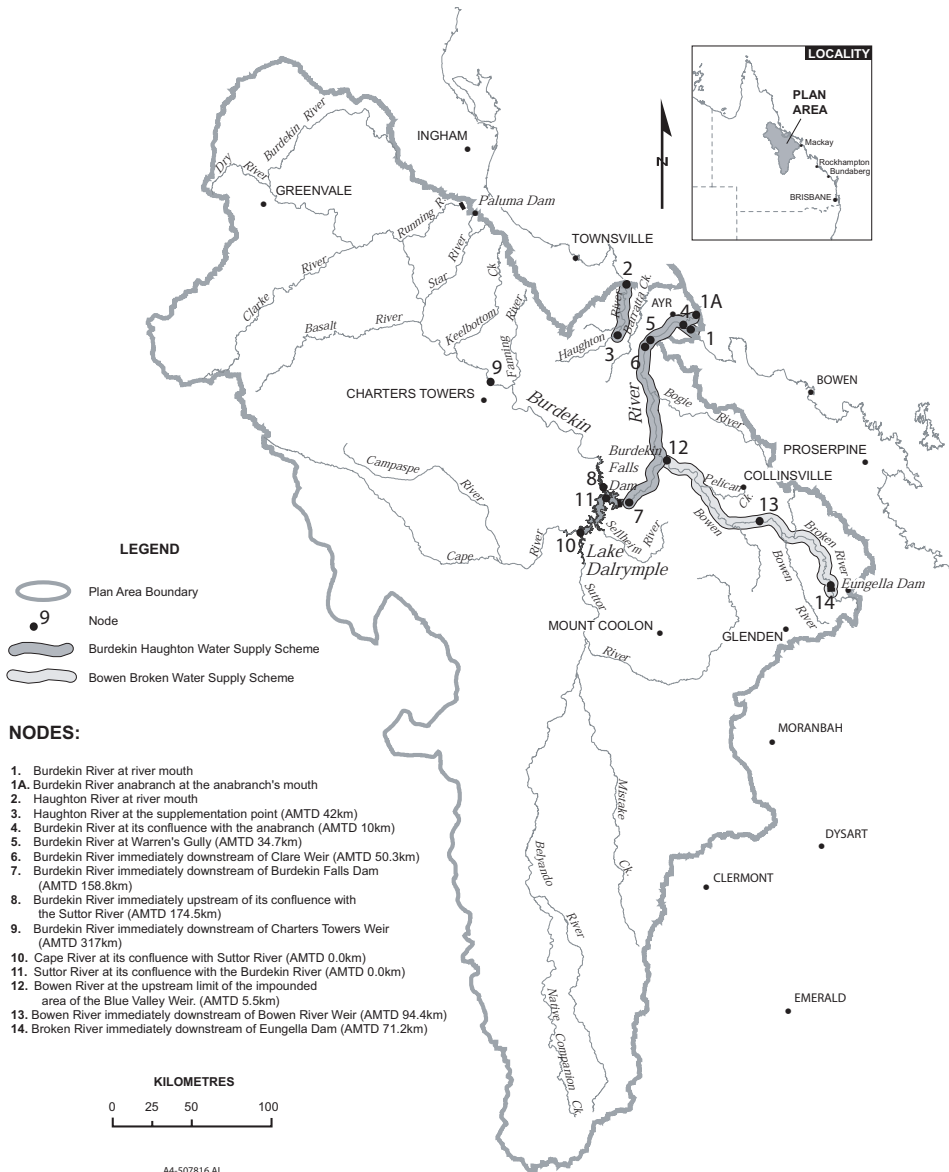 LOCALITY
PLAN
AREA
Mackay
Rockhampton
Bundaberg
BRISBANE
N
INGHAM
Dry
River
Burdekin River
GREENVALE
Paluma Dam
Running R.
Star
River
Ck
TOWNSVILLE
Clarke
River
Basalt
River
Keelbottom
Fanning
River
2
River
Barratta Ck.
AYR
4
1A
5
1
Haughton
3
6
9
CHARTERS TOWERS
Burdekin
River
BOWEN
Bogie
River
PROSERPINE
Burdekin
Falls
Dam
12
COLLINSVILLE
Pelican
Ck.
Campaspe
River
8
11
7
13
Bowen
Broken
River
Sellheim
River
Cape
River
10
Lake
Dalrymple
Bowen
River
Eungella Dam
14
Suttor
River
MOUNT COOLON
GLENDEN
MORANBAH
Mistake
Ck.
DYSART
Belyando
River
CLERMONT
Native
Companion
Ck.
EMERALD
LEGEND
Plan Area Boundary
9
Node
Burdekin Haughton Water Supply Scheme
Bowen Broken Water Supply Scheme
NODES:
1. Burdekin River at river mouth
1A. Burdekin River anabranch at the anabranch's mouth
2. Haughton River at river mouth
3. Haughton River at the supplementation point (AMTD 42km)
4. Burdekin River at its confluence with the anabranch (AMTD 10km)
5. Burdekin River at Warren's Gully (AMTD 34.7km)
6. Burdekin River immediately downstream of Clare Weir (AMTD 50.3km)
7. Burdekin River immediately downstream of Burdekin Falls Dam
(AMTD 158.8km)
8. Burdekin River immediately upstream of its confluence with
the Suttor River (AMTD 174.5km)
9. Burdekin River immediately downstream of Charters Towers Weir
(AMTD 317km)
10. Cape River at its confluence with Suttor River (AMTD 0.0km)
11. Suttor River at its confluence with the Burdekin River (AMTD 0.0km)
12. Bowen River at the upstream limit of the impounded
area of the Blue Valley Weir. (AMTD 5.5km)
13. Bowen River immediately downstream of Bowen River Weir (AMTD 94.4km)
14. Broken River immediately downstream of Eungella Dam (AMTD 71.2km)
KILOMETRES
0 25 50 100
A4-507816.AI